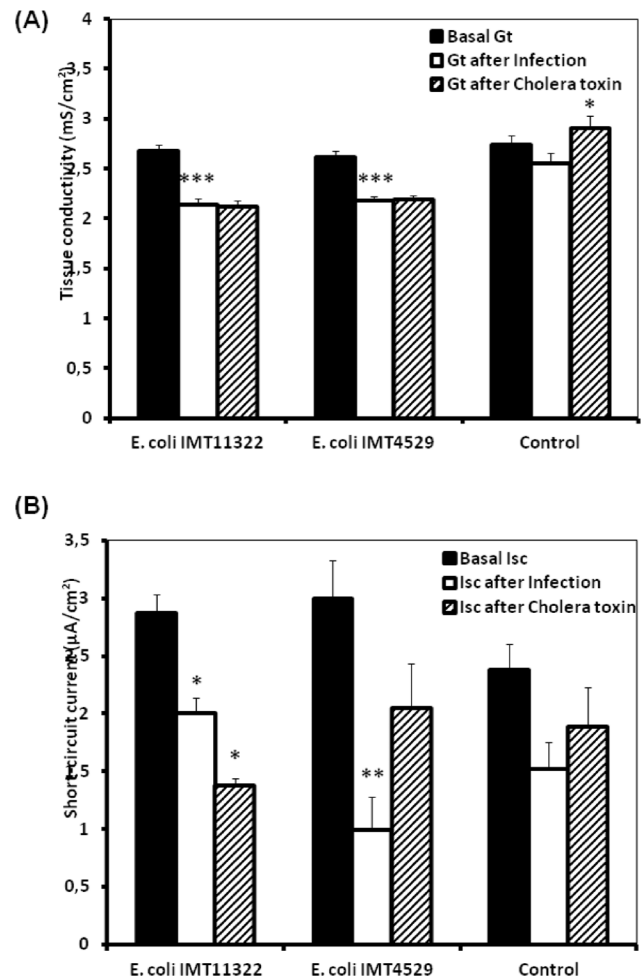 (A)
Tissue conductivity (mS/cm²)
4
3,5
3
2,5
2
1,5
1
0,5
0
Basal Gt
Gt after Infection
Gt after Cholera toxin
***
***
*
E. coli IMT11322
E. coli IMT4529
Control
(B)
Short-circuit current (µA/cm²)
3,5
3
2,5
2
1,5
1
0,5
0
Basal Isc
Isc after Infection
Isc after Cholera toxin
*
*
**
E. coli IMT11322
E. coli IMT4529
Control